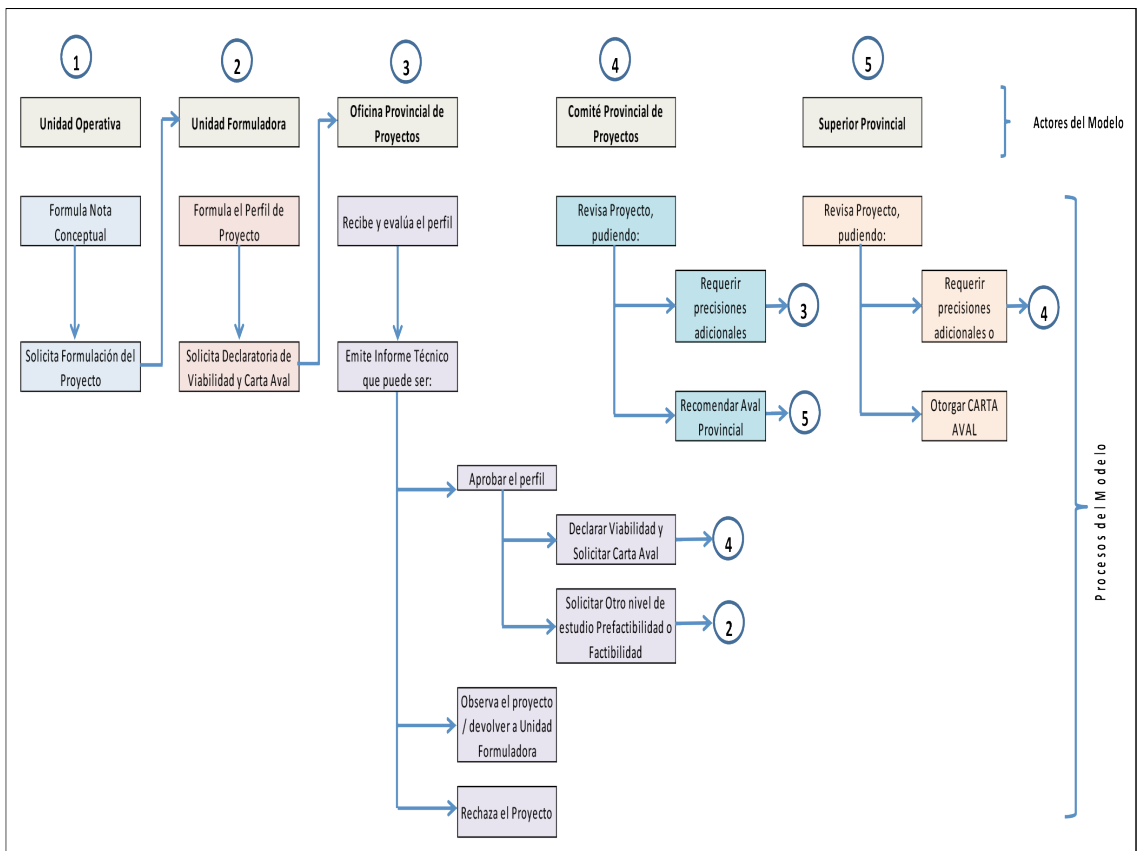 1
2
3
4
5
Unidad Operativa
Unidad Formuladora
Oficina Provincial de
Proyectos
Comité Provincial de
Proyectos
Superior Provincial
Actores del Modelo
Formula Nota
Conceptual
Formula el Perfil de
Proyecto
Recibe y evalúa el perfil
Revisa Proyecto,
pudiendo:
Revisa Proyecto,
pudiendo:
Requerir
precisiones
adicionales
3
Requerir
precisiones
adicionales o
4
Solicita Formulación del
Proyecto
Solicita Declaratoria de
Viabilidad y Carta Aval
Emite Informe Técnico
que puede ser:
Recomendar Aval
Provincial
5
Otorgar CARTA
AVAL
Aprobar el perfil
Declarar Viabilidad y
Solicitar Carta Aval
4
Solicitar Otro nivel de
estudio Prefactibilidad o
Factibilidad
2
Observa el proyecto
/ devolver a Unidad
Formuladora
Rechaza el Proyecto
Procesos del Modelo